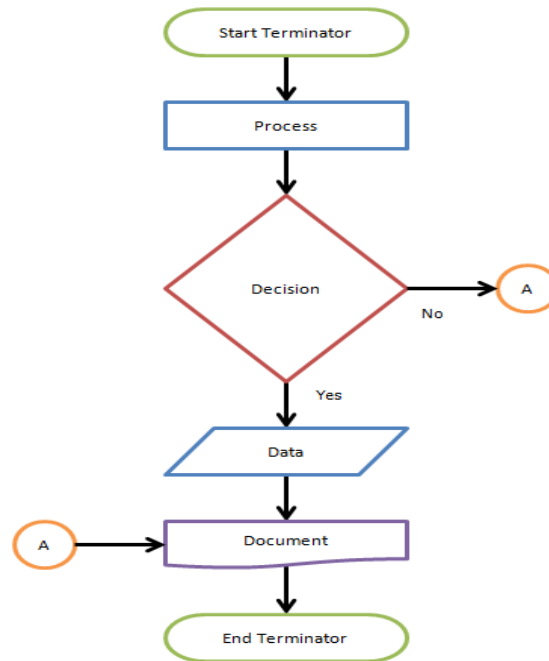 Start Terminator
Process
Decision
A
No
Yes
Data
A
Document
End Terminator